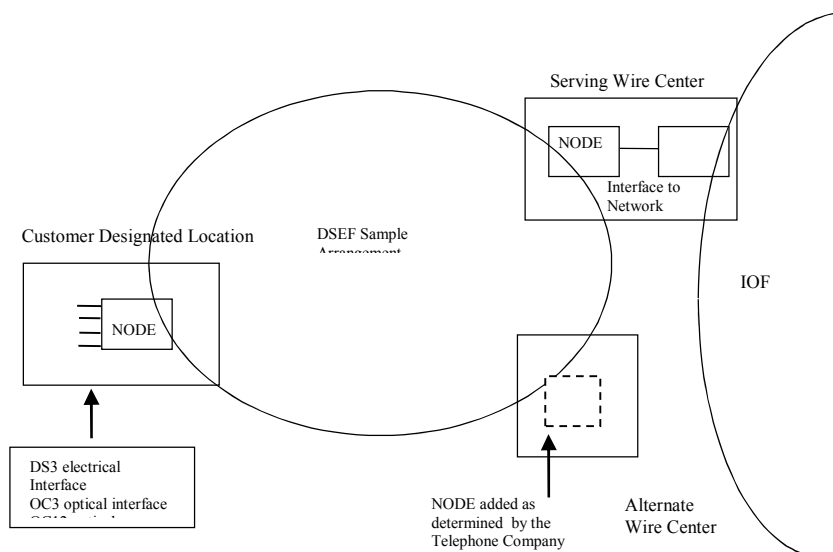 Serving Wire Center
NODE
Interface to
Network
Customer Designated Location
DSEF Sample
Arrangement
IOF
NODE
DS3 electrical
Interface
OC3 optical interface
NODE added as
determined by the
Telephone Company
Alternate
Wire Center